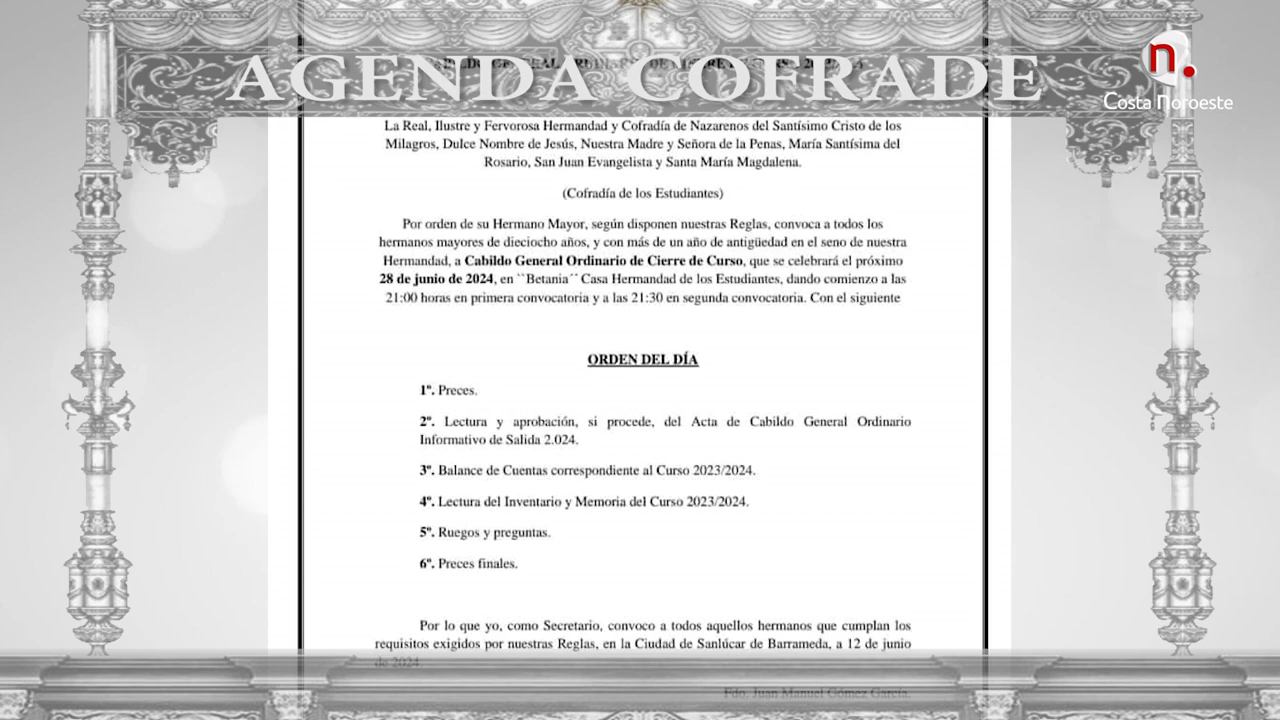 AGENDA COFRADE
n.
Costa Noroeste
La Real, Ilustre y Fervorosa Hermandad y Cofradía de Nazarenos del Santísimo Cristo de los
Milagros, Dulce Nombre de Jesús, Nuestra Madre y Señora de la Penas, María Santísima del
Rosario, San Juan Evangelista y Santa María Magdalena.
(Cofradía de los Estudiantes)
Por orden de su Hermano Mayor, según disponen nuestras Reglas, convoca a todos los
hermanos mayores de dieciocho años, y con más de un año de antigüedad en el seno de nuestra
Hermandad, a Cabildo General Ordinario de Cierre de Curso, que se celebrará el próximo
28 de junio de 2024, en ``Betania´´ Casa Hermandad de los Estudiantes, dando comienzo a las
21:00 horas en primera convocatoria y a las 21:30 en segunda convocatoria. Con el siguiente
ORDEN DEL DÍA
1º. Preces.
2º. Lectura y aprobación, si procede, del Acta de Cabildo General Ordinario
Informativo de Salida 2.024.
3º. Balance de Cuentas correspondiente al Curso 2023/2024.
4º. Lectura del Inventario y Memoria del Curso 2023/2024.
5º. Ruegos y preguntas.
6º. Preces finales.
Por lo que yo, como Secretario, convoco a todos aquellos hermanos que cumplan los
requisitos exigidos por nuestras Reglas, en la Ciudad de Sanlúcar de Barrameda, a 12 de junio
de 2024.
Fdo. Juan Manuel Gómez García.